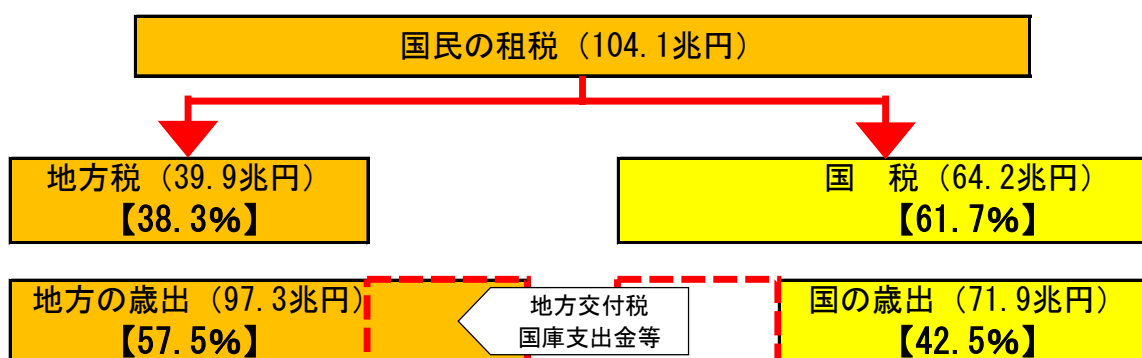 国民の租税（104.1兆円）
地方税（39.9兆円）
【38.3%】
国　税（64.2兆円）
【61.7%】
地方の歳出（97.3兆円）
【57.5%】
地方交付税
国庫支出金等
国の歳出（71.9兆円）
【42.5%】